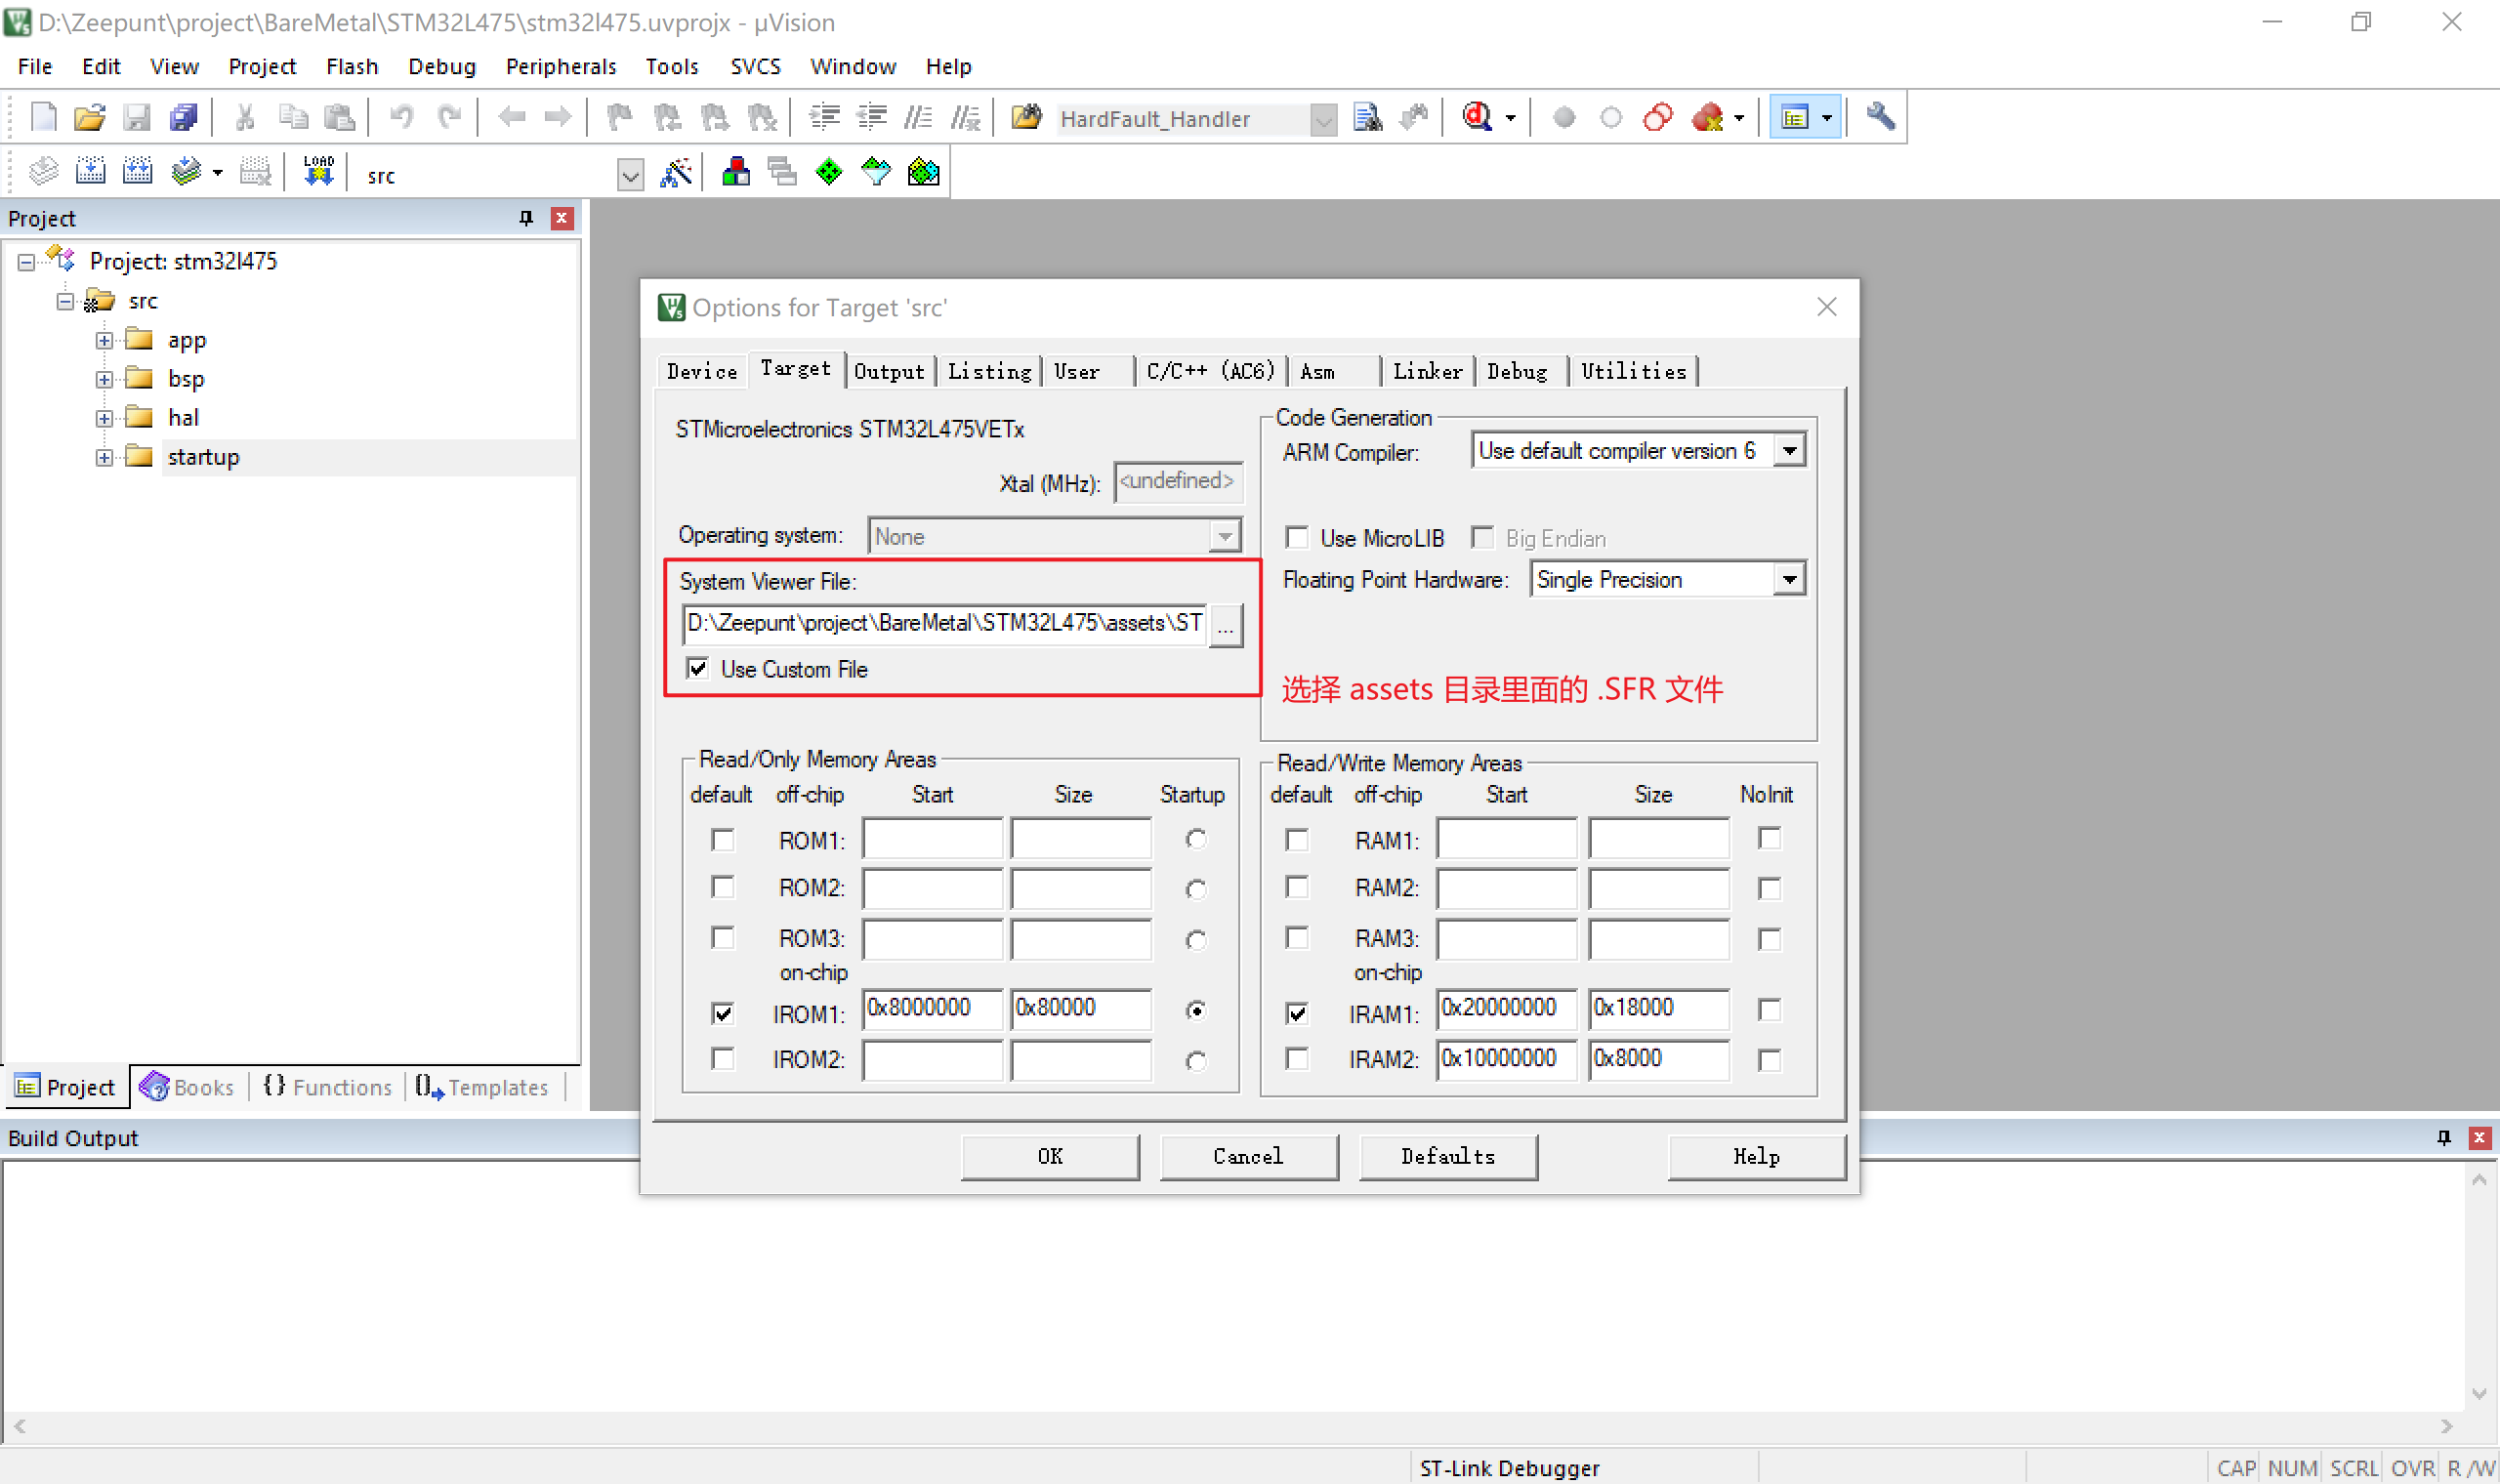 D:\Zeepunt\project\BareMetal\STM32L475\stm32l475.uvprojx - µVision
File Edit View Project Flash Debug Peripherals Tools SVCS Window Help
HardFault_Handler
LOAD
src
Project
Project: stm32l475
src
app
bsp
hal
startup
Project Books Functions Templates
Options for Target 'src'
Device Target Output Listing User C/C++ (AC6) Asm Linker Debug Utilities
STMicroelectronics STM32L475VETx
Xtal (MHz): <undefined>
Operating system: None
System Viewer File:
D:\Zeepunt\project\BareMetal\STM32L475\assets\ST ...
Use Custom File
Code Generation
ARM Compiler: Use default compiler version 6
Use MicroLIB Big Endian
Floating Point Hardware: Single Precision
选择 assets 目录里面的 .SFR 文件
Read/Only Memory Areas
default off-chip Start Size Startup
ROM1:
ROM2:
ROM3:
on-chip
IROM1: 0x8000000 0x80000
IROM2:
Read/Write Memory Areas
default off-chip Start Size NoInit
RAM1:
RAM2:
RAM3:
on-chip
IRAM1: 0x20000000 0x18000
IRAM2: 0x10000000 0x8000
OK Cancel Defaults Help
Build Output
ST-Link Debugger
CAP NUM SCRL OVR R /W